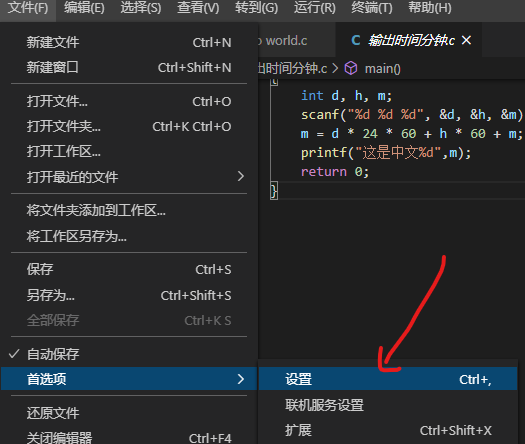 文件(F) 编辑(E) 选择(S) 查看(V) 转到(G) 运行(R) 终端(T) 帮助(H)
新建文件 Ctrl+N
新建窗口 Ctrl+Shift+N
打开文件... Ctrl+O
打开文件夹... Ctrl+K Ctrl+O
打开工作区...
打开最近的文件
将文件夹添加到工作区...
将工作区另存为...
保存 Ctrl+S
另存为... Ctrl+Shift+S
全部保存 Ctrl+K S
自动保存
首选项
还原文件
关闭编辑器 Ctrl+F4
设置 Ctrl+,
联机服务设置
扩展 Ctrl+Shift+X
o world.c
C 输出时间分钟.c
出时间分钟.c > main()
{
int d, h, m;
scanf("%d %d %d", &d, &h, &m)
m = d * 24 * 60 + h * 60 + m;
printf("这是中文%d",m);
return 0;
}